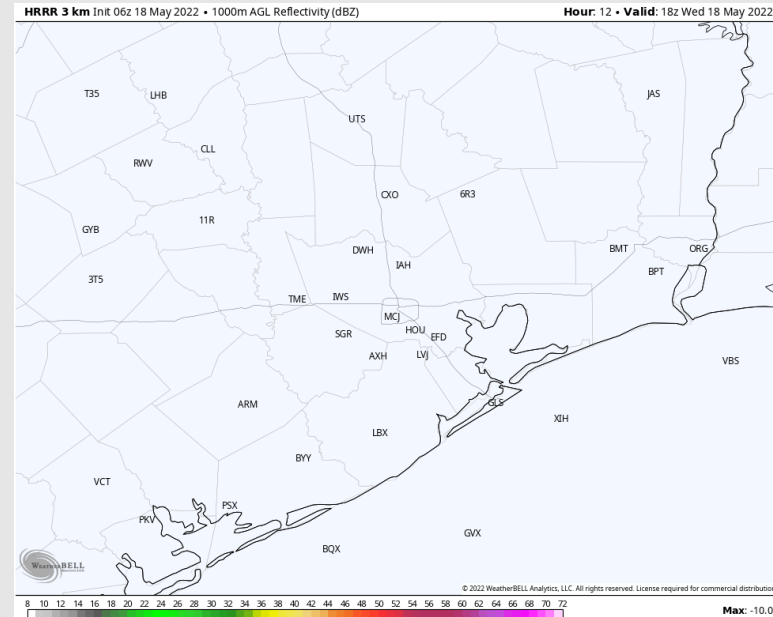 HRRR 3 km Init 06z 18 May 2022 • 1000m AGL Reflectivity (dBZ) Hour: 12 • Valid: 18z Wed 18 May 2022
T35 LHB JAS
UTS
CLL
RWV
CXO 6R3
11R
GYB
DWH BMT ORG
IAH
BPT
3T5
TME IWS
MCJ
SGR HOU EFD
AXH LVJ VBS
ARM GLS
XIH
LBX
BYY
VCT
PSX
PKV
GVX
BQX
WeatherBELL
© 2022 WeatherBELL Analytics, LLC. All rights reserved. License required for commercial distribution
8 10 12 14 16 18 20 22 24 26 28 30 32 34 36 38 40 42 44 46 48 50 52 54 56 58 60 62 64 66 68 70 72
Max: -10.0